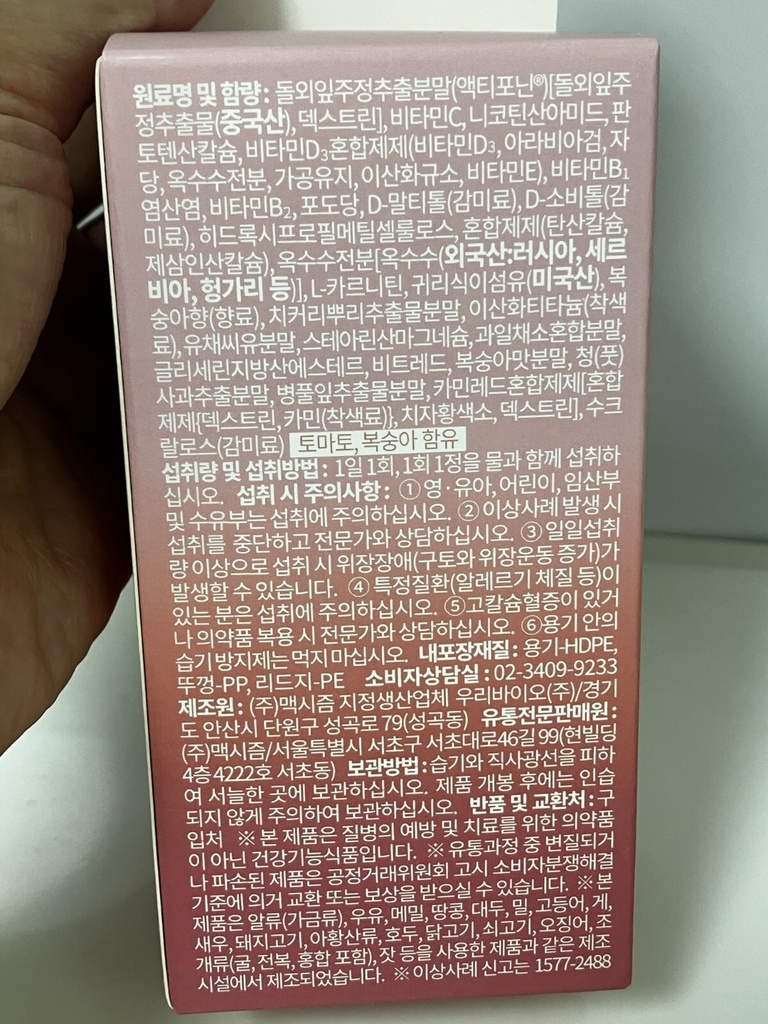 원료명 및 함량 : 돌외잎주정추출분말(액티포닌®)[돌외잎주
정추출물(중국산), 덱스트린], 비타민C, 니코틴산아미드, 판
토텐산칼슘, 비타민D₃혼합제제(비타민D₃, 아라비아검, 자
당, 옥수수전분, 가공유지, 이산화규소, 비타민E), 비타민B₁
염산염, 비타민B₂, 포도당, D-말티톨(감미료), D-소비톨(감
미료), 히드록시프로필메틸셀룰로스, 혼합제제(탄산칼슘,
제삼인산칼슘), 옥수수전분[옥수수(외국산:러시아, 세르
비아, 헝가리 등)], L-카르니틴, 귀리식이섬유(미국산), 복
숭아향(향료), 치커리뿌리추출물분말, 이산화티타늄(착색
료), 유채씨유분말, 스테아린산마그네슘, 과일채소혼합분말,
글리세린지방산에스테르, 비트레드, 복숭아맛분말, 청(풋)
사과추출분말, 병풀잎추출물분말, 카민레드혼합제제[혼합
제제{덱스트린, 카민(착색료)}, 치자황색소, 덱스트린], 수크
랄로스(감미료) 토마토, 복숭아 함유
섭취량 및 섭취방법 : 1일 1회, 1회 1정을 물과 함께 섭취하
십시오. 섭취 시 주의사항 : ① 영·유아, 어린이, 임산부
및 수유부는 섭취에 주의하십시오. ② 이상사례 발생 시
섭취를 중단하고 전문가와 상담하십시오. ③ 일일섭취
량 이상으로 섭취 시 위장장애(구토와 위장운동 증가)가
발생할 수 있습니다. ④ 특정질환(알레르기 체질 등)이
있는 분은 섭취에 주의하십시오. ⑤ 고칼슘혈증이 있거
나 의약품 복용 시 전문가와 상담하십시오. ⑥ 용기 안의
습기 방지제는 먹지 마십시오. 내포장재질 : 용기-HDPE,
뚜껑-PP, 리드지-PE 소비자상담실 : 02-3409-9233
제조원 : (주)맥시즘 지정생산업체 우리바이오(주)/경기
도 안산시 단원구 성곡로 79(성곡동) 유통전문판매원 :
(주)맥시즘/서울특별시 서초구 서초대로46길 99(현빌딩
4층 4222호 서초동) 보관방법 : 습기와 직사광선을 피하
여 서늘한 곳에 보관하십시오. 제품 개봉 후에는 인습
되지 않게 주의하여 보관하십시오. 반품 및 교환처 : 구
입처 ※ 본 제품은 질병의 예방 및 치료를 위한 의약품
이 아닌 건강기능식품입니다. ※ 유통과정 중 변질되거
나 파손된 제품은 공정거래위원회 고시 소비자분쟁해결
기준에 의거 교환 또는 보상을 받으실 수 있습니다. ※ 본
제품은 알류(가금류), 우유, 메밀, 땅콩, 대두, 밀, 고등어, 게,
새우, 돼지고기, 아황산류, 호두, 닭고기, 쇠고기, 오징어, 조
개류(굴, 전복, 홍합 포함), 잣 등을 사용한 제품과 같은 제조
시설에서 제조되었습니다. ※ 이상사례 신고는 1577-2488